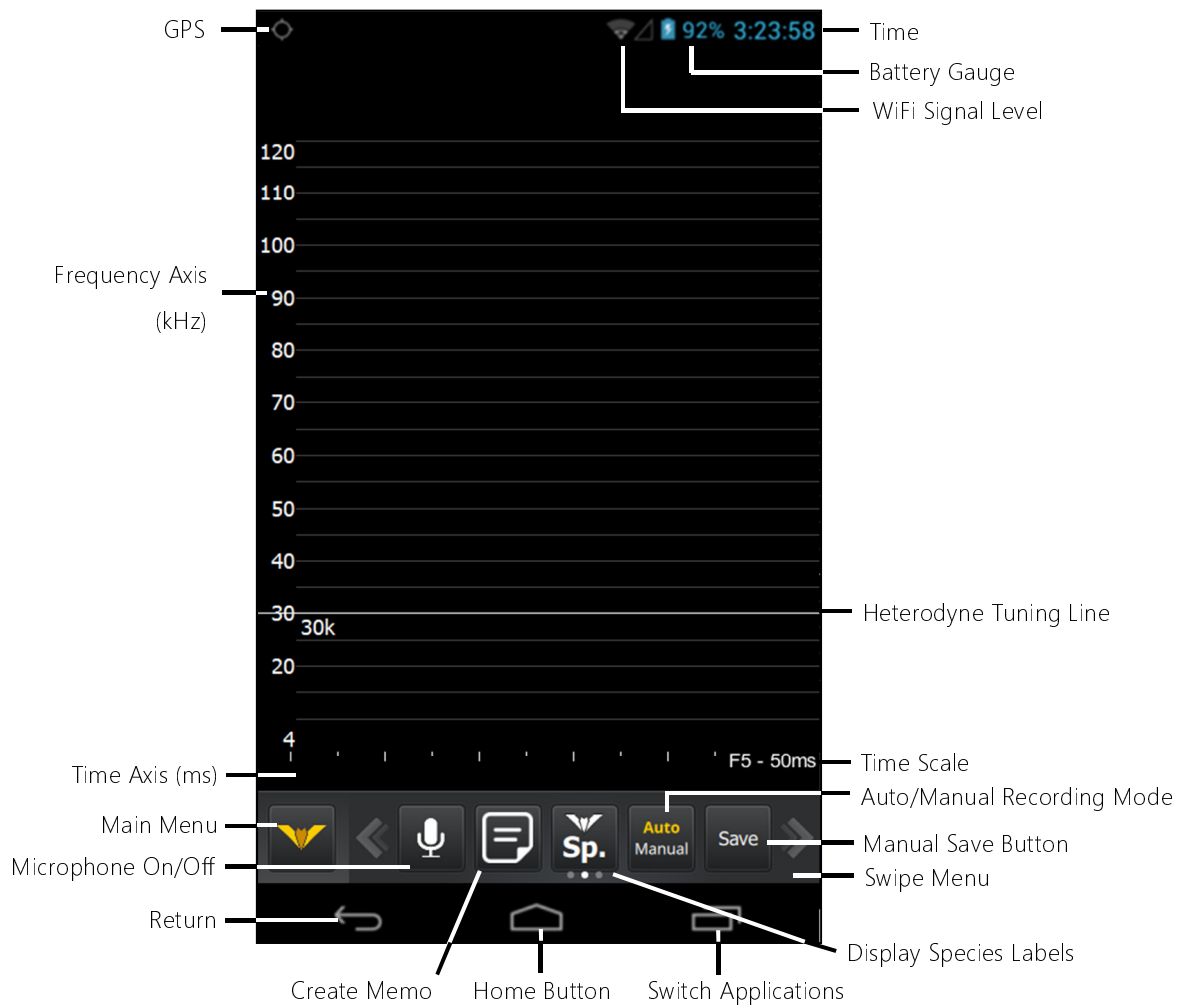 GPS
92% 3:23:58
Time
Battery Gauge
WiFi Signal Level
120
110
100
Frequency Axis
(kHz)
90
80
70
60
50
40
30
30k
Heterodyne Tuning Line
20
4
F5 - 50ms
Time Axis (ms)
Time Scale
Auto/Manual Recording Mode
Main Menu
Microphone On/Off
Sp.
Auto
Manual
Save
Manual Save Button
Swipe Menu
Return
Display Species Labels
Create Memo
Home Button
Switch Applications